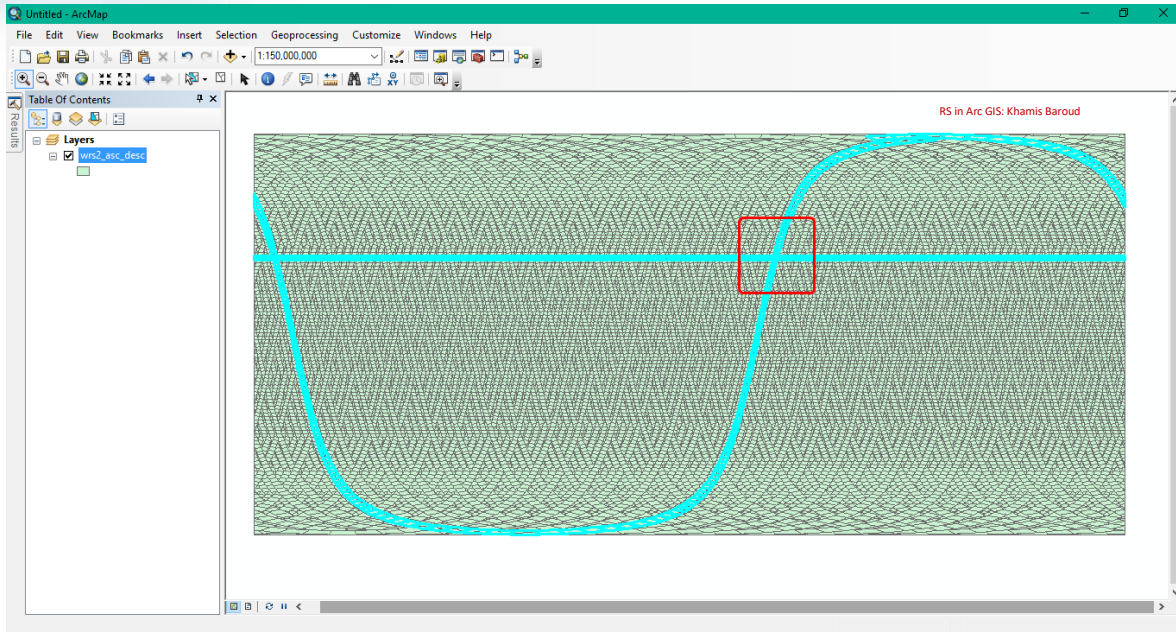 Untitled - ArcMap
File Edit View Bookmarks Insert Selection Geoprocessing Customize Windows Help
1:150,000,000
Table Of Contents
Results
Layers
wrs2_asc_desc
RS in Arc GIS: Khamis Baroud